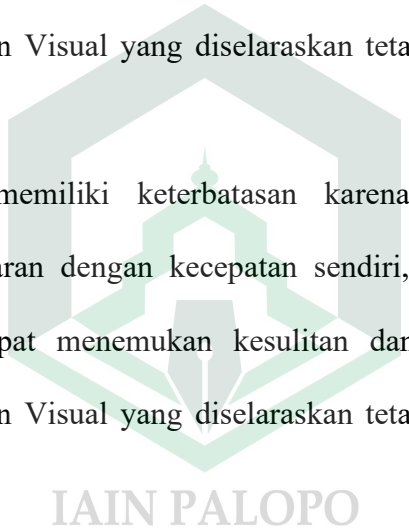 n Visual yang diselaraskan teta
memiliki keterbatasan karena
aran dengan kecepatan sendiri,
pat menemukan kesulitan dan
n Visual yang diselaraskan teta
IAIN PALOPO